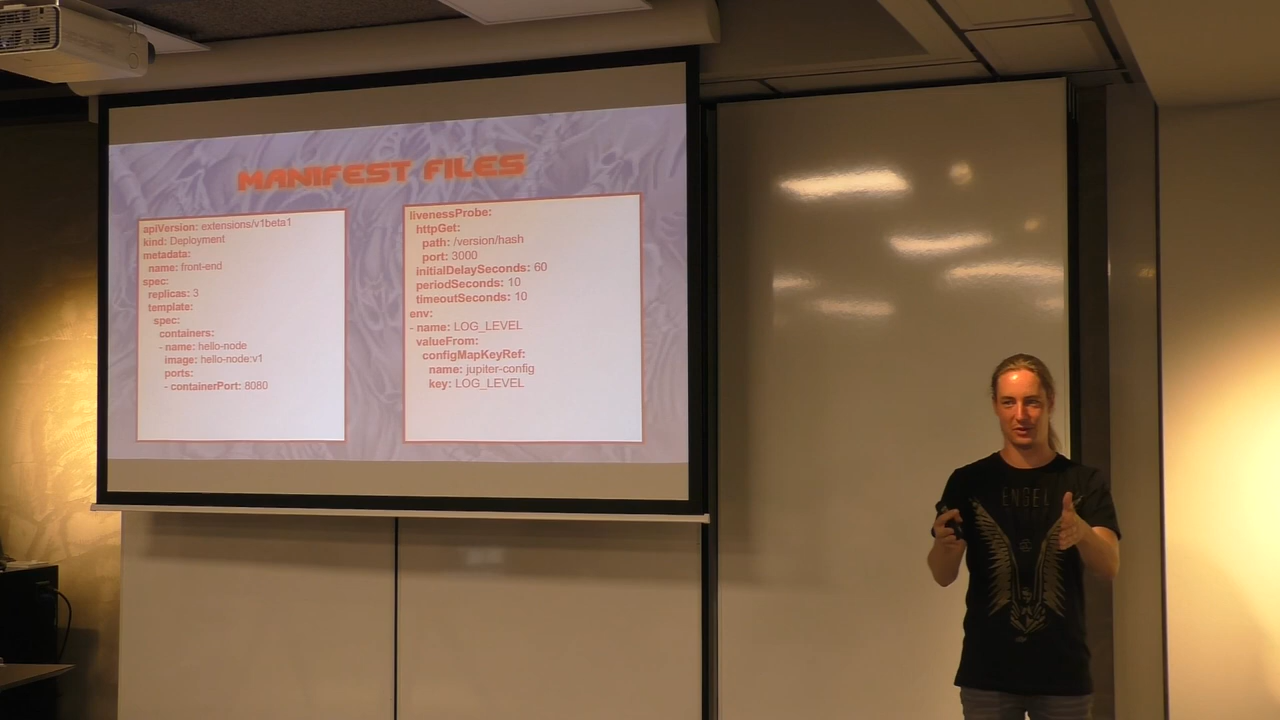 MANIFEST FILES
apiVersion: extensions/v1beta1
kind: Deployment
metadata:
name: front-end
spec:
replicas: 3
template:
spec:
containers:
- name: hello-node
image: hello-node:v1
ports:
- containerPort: 8080
livenessProbe:
httpGet:
path: /version/hash
port: 3000
initialDelaySeconds: 60
periodSeconds: 10
timeoutSeconds: 10
env:
- name: LOG_LEVEL
valueFrom:
configMapKeyRef:
name: jupiter-config
key: LOG_LEVEL
ENGEL